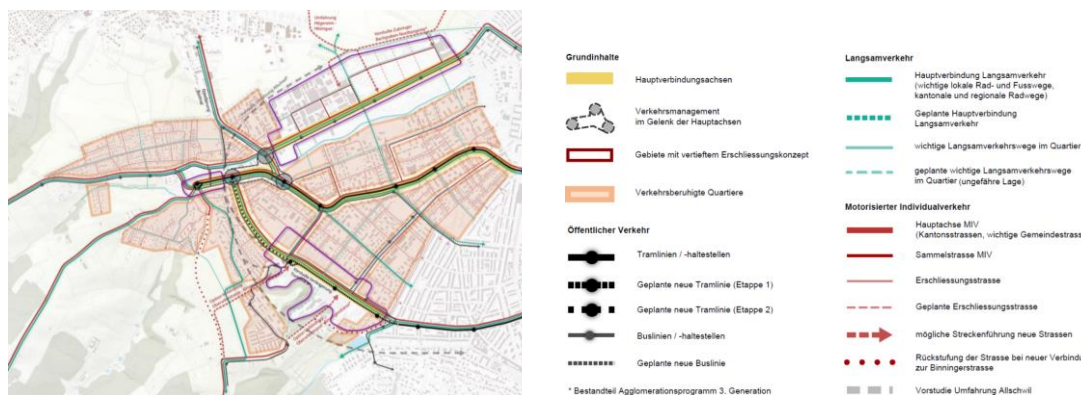 Umfahrung
Hegenheim
Grundinhalte
Hauptverbindungsachsen
Verkehrsmanagement
im Gelenk der Hauptachsen
Gebiete mit vertieftem Erschliessungskonzept
Verkehrsberuhigte Quartiere
Öffentlicher Verkehr
Tramlinien / -haltestellen
Geplante neue Tramlinie (Etappe 1)
Geplante neue Tramlinie (Etappe 2)
Buslinien / -haltestellen
Geplante neue Buslinie
* Bestandteil Agglomerationsprogramm 3. Generation
Langsamverkehr
Hauptverbindung Langsamverkehr
(wichtige lokale Rad- und Fusswege,
kantonale und regionale Radwege)
Geplante Hauptverbindung
Langsamverkehr
wichtige Langsamverkehrswege im Quartier
geplante wichtige Langsamverkehrswege
im Quartier (ungefähre Lage)
Motorisierter Individualverkehr
Hauptachse MIV
(Kantonsstrassen, wichtige Gemeindestrass
Sammelstrasse MIV
Erschliessungsstrasse
Geplante Erschliessungsstrasse
mögliche Streckenführung neue Strassen
Rückstufung der Strasse bei neuer Verbindu
zur Binningerstrasse
Vorstudie Umfahrung Allschwil